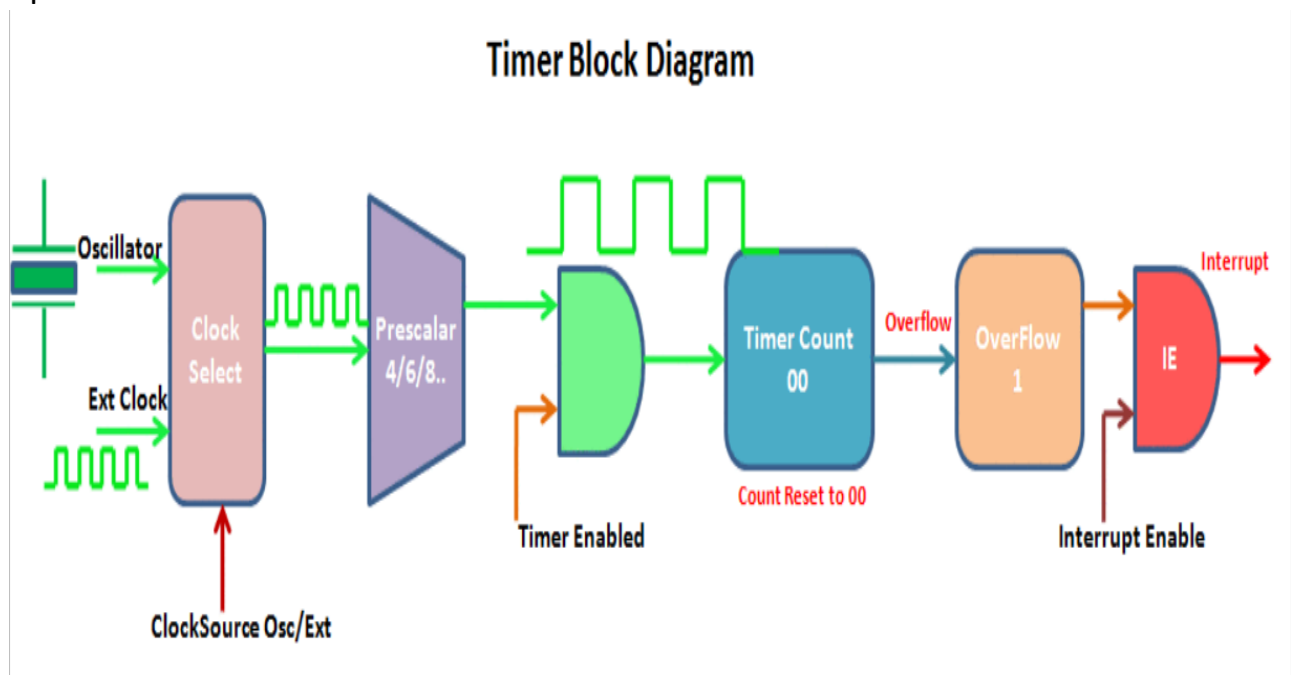 Timer Block Diagram
Oscillator
Ext Clock
Clock
Select
ClockSource Osc/Ext
Prescalar
4/6/8..
Timer Enabled
Timer Count
00
Count Reset to 00
Overflow
OverFlow
1
Interrupt
IE
Interrupt Enable